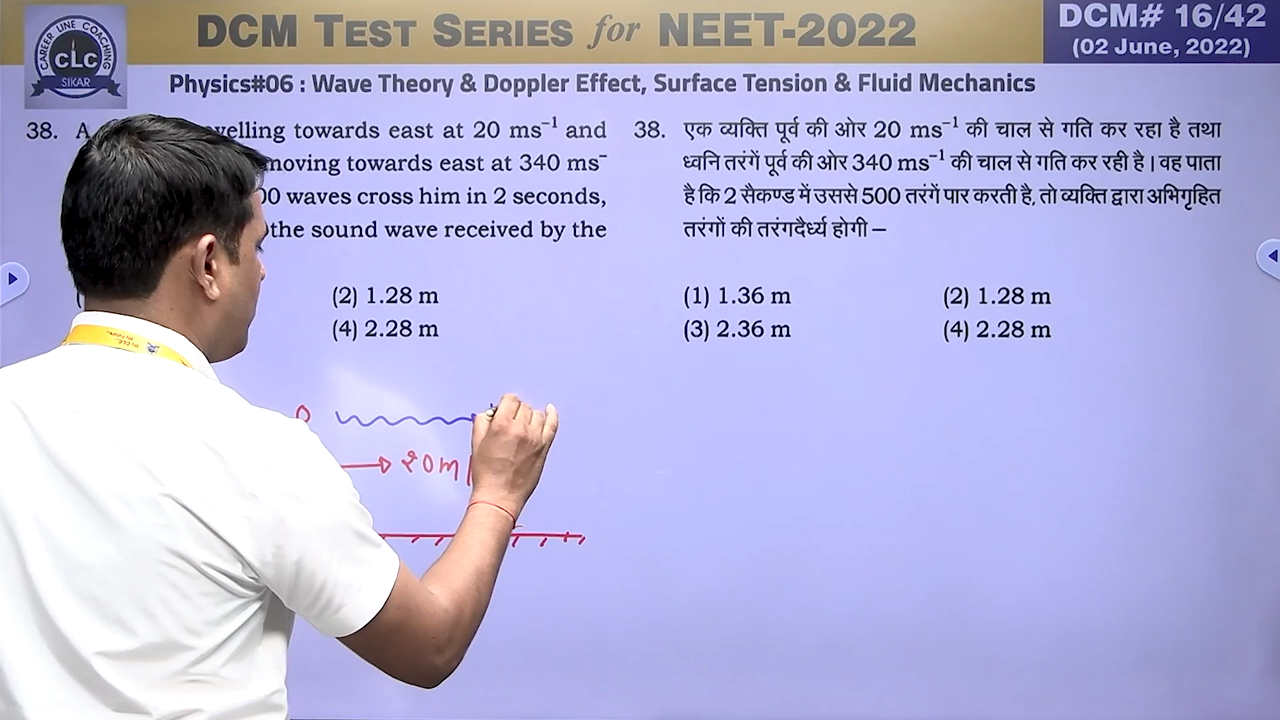 DCM TEST SERIES for NEET-2022
DCM# 16/42
(02 June, 2022)
CAREER LINE COACHING
CLC
SIKAR
Physics#06 : Wave Theory & Doppler Effect, Surface Tension & Fluid Mechanics
38. A velling towards east at 20 ms⁻¹ and
moving towards east at 340 ms⁻
00 waves cross him in 2 seconds,
the sound wave received by the
(2) 1.28 m
(4) 2.28 m
38. एक व्यक्ति पूर्व की ओर 20 ms⁻¹ की चाल से गति कर रहा है तथा
ध्वनि तरंगें पूर्व की ओर 340 ms⁻¹ की चाल से गति कर रही है। वह पाता
है कि 2 सैकण्ड में उससे 500 तरंगें पार करती है, तो व्यक्ति द्वारा अभिगृहित
तरंगों की तरंगदैर्ध्य होगी –
(1) 1.36 m (2) 1.28 m
(3) 2.36 m (4) 2.28 m
20m/